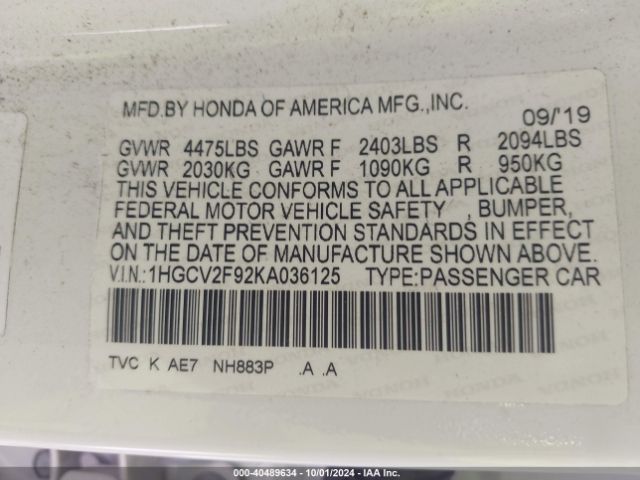 MFD.BY HONDA OF AMERICA MFG.,INC.
09/'19
GVWR 4475LBS GAWR F 2403LBS R 2094LBS
GVWR 2030KG GAWR F 1090KG R 950KG
THIS VEHICLE CONFORMS TO ALL APPLICABLE
FEDERAL MOTOR VEHICLE SAFETY , BUMPER,
AND THEFT PREVENTION STANDARDS IN EFFECT
ON THE DATE OF MANUFACTURE SHOWN ABOVE.
V.I.N.:1HGCV2F92KA036125 TYPE:PASSENGER CAR
TVC K AE7 NH883P .A .A
HONDA HONDA
000-40489634 - 10/01/2024 - IAA Inc.